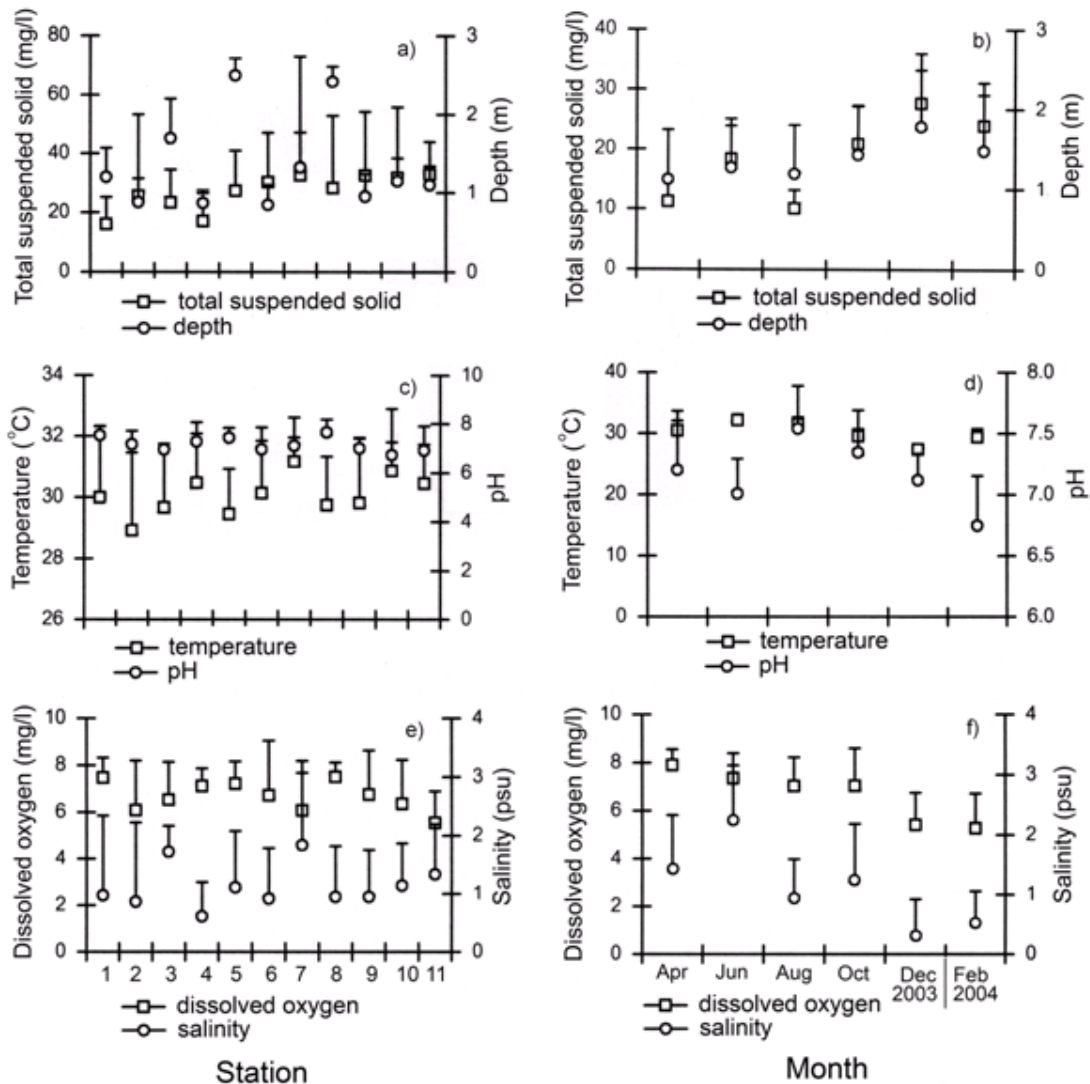 a)
Total suspended solid (mg/l)
80
60
40
20
0
3
2
1
0
Depth (m)
total suspended solid
depth
b)
Total suspended solid (mg/l)
40
30
20
10
0
3
2
1
0
Depth (m)
total suspended solid
depth
c)
Temperature (°C)
34
32
30
28
26
10
8
6
4
2
0
pH
temperature
pH
d)
Temperature (°C)
40
30
20
10
0
8.0
7.5
7.0
6.5
6.0
pH
temperature
pH
e)
Dissolved oxygen (mg/l)
10
8
6
4
2
0
4
3
2
1
0
Salinity (psu)
1 2 3 4 5 6 7 8 9 10 11
dissolved oxygen
salinity
Station
f)
Dissolved oxygen (mg/l)
10
8
6
4
2
0
4
3
2
1
0
Salinity (psu)
Apr Jun Aug Oct Dec Feb
2003 2004
dissolved oxygen
salinity
Month